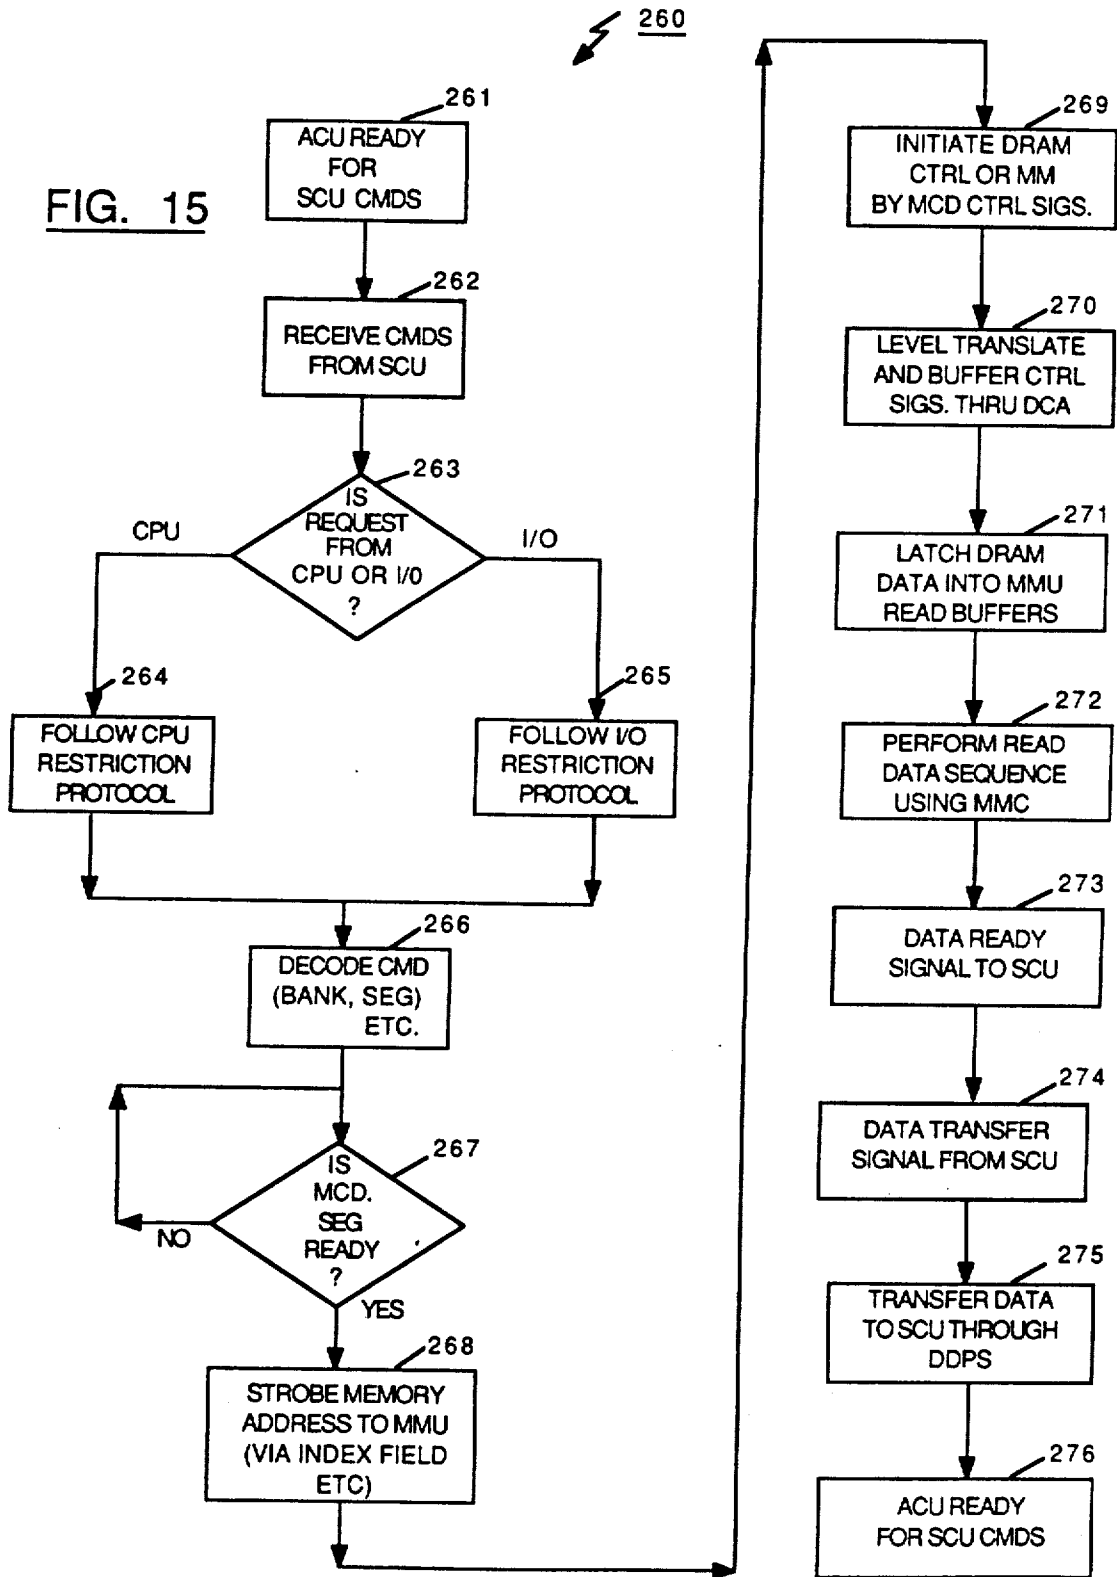 260
FIG. 15
261
ACU READY
FOR
SCU CMDS
262
RECEIVE CMDS
FROM SCU
263
IS
REQUEST
FROM
CPU OR I/O
?
CPU
I/O
264
FOLLOW CPU
RESTRICTION
PROTOCOL
265
FOLLOW I/O
RESTRICTION
PROTOCOL
266
DECODE CMD
(BANK, SEG)
ETC.
267
IS
MCD.
SEG
READY
?
NO
YES
268
STROBE MEMORY
ADDRESS TO MMU
(VIA INDEX FIELD
ETC)
269
INITIATE DRAM
CTRL OR MM
BY MCD CTRL SIGS.
270
LEVEL TRANSLATE
AND BUFFER CTRL
SIGS. THRU DCA
271
LATCH DRAM
DATA INTO MMU
READ BUFFERS
272
PERFORM READ
DATA SEQUENCE
USING MMC
273
DATA READY
SIGNAL TO SCU
274
DATA TRANSFER
SIGNAL FROM SCU
275
TRANSFER DATA
TO SCU THROUGH
DDPS
276
ACU READY
FOR SCU CMDS